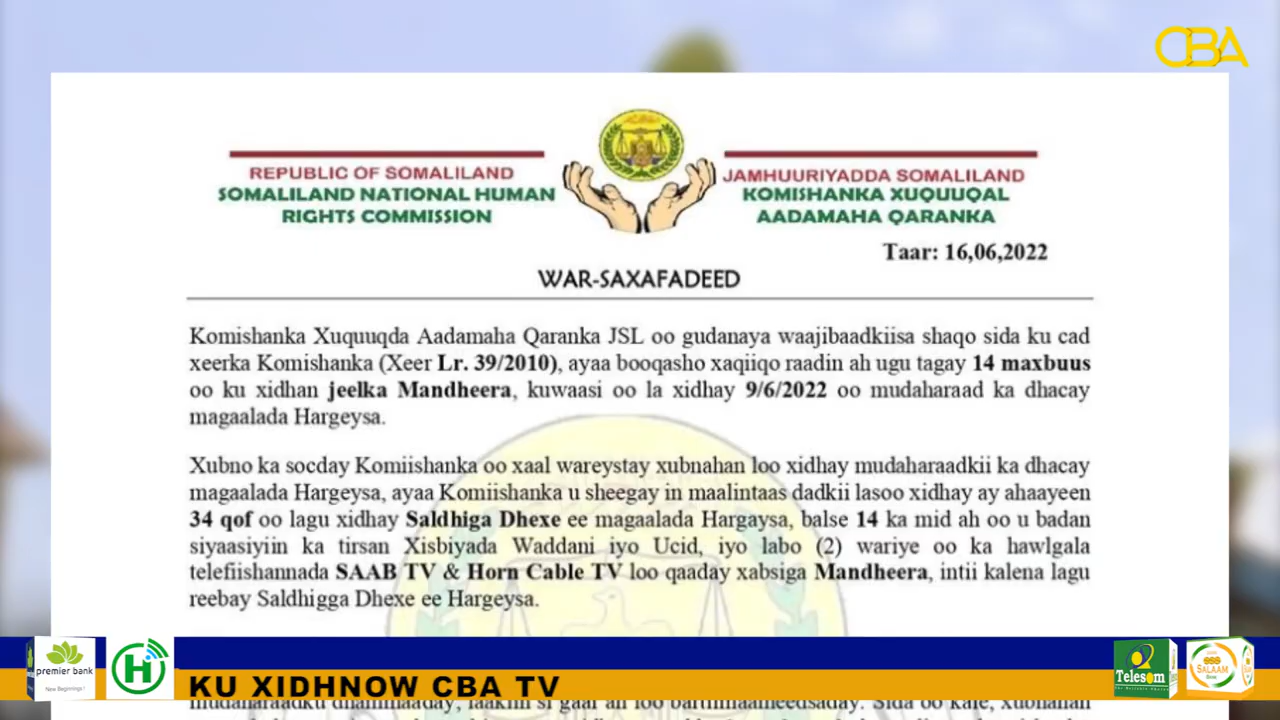 CBA
REPUBLIC OF SOMALILAND
SOMALILAND NATIONAL HUMAN
RIGHTS COMMISSION
JAMHUURIYADDA SOMALILAND
KOMISHANKA XUQUUQAL
AADAMAHA QARANKA
Taar: 16,06,2022
WAR-SAXAFADEED
Komishanka Xuquuqda Aadamaha Qaranka JSL oo gudanaya waajibaadkiisa shaqo sida ku cad
xeerka Komishanka (Xeer Lr. 39/2010), ayaa booqasho xaqiiqo raadin ah ugu tagay 14 maxbuus
oo ku xidhan jeelka Mandheera, kuwaasi oo la xidhay 9/6/2022 oo mudaharaad ka dhacay
magaalada Hargeysa.
Xubno ka socday Komiishanka oo xaal wareystay xubnahan loo xidhay mudaharaadkii ka dhacay
magaalada Hargeysa, ayaa Komiishanka u sheegay in maalintaas dadkii lasoo xidhay ay ahaayeen
34 qof oo lagu xidhay Saldhiga Dhexe ee magaalada Hargaysa, balse 14 ka mid ah oo u badan
siyaasiyiin ka tirsan Xisbiyada Waddani iyo Ucid, iyo labo (2) wariye oo ka hawlgala
telefiishannada SAAB TV & Horn Cable TV loo qaaday xabsiga Mandheera, intii kalena lagu
reebay Saldhigga Dhexe ee Hargeysa.
premier bank
New Beginnings!
H
KU XIDHNOW CBA TV
Telesom
SALAAM